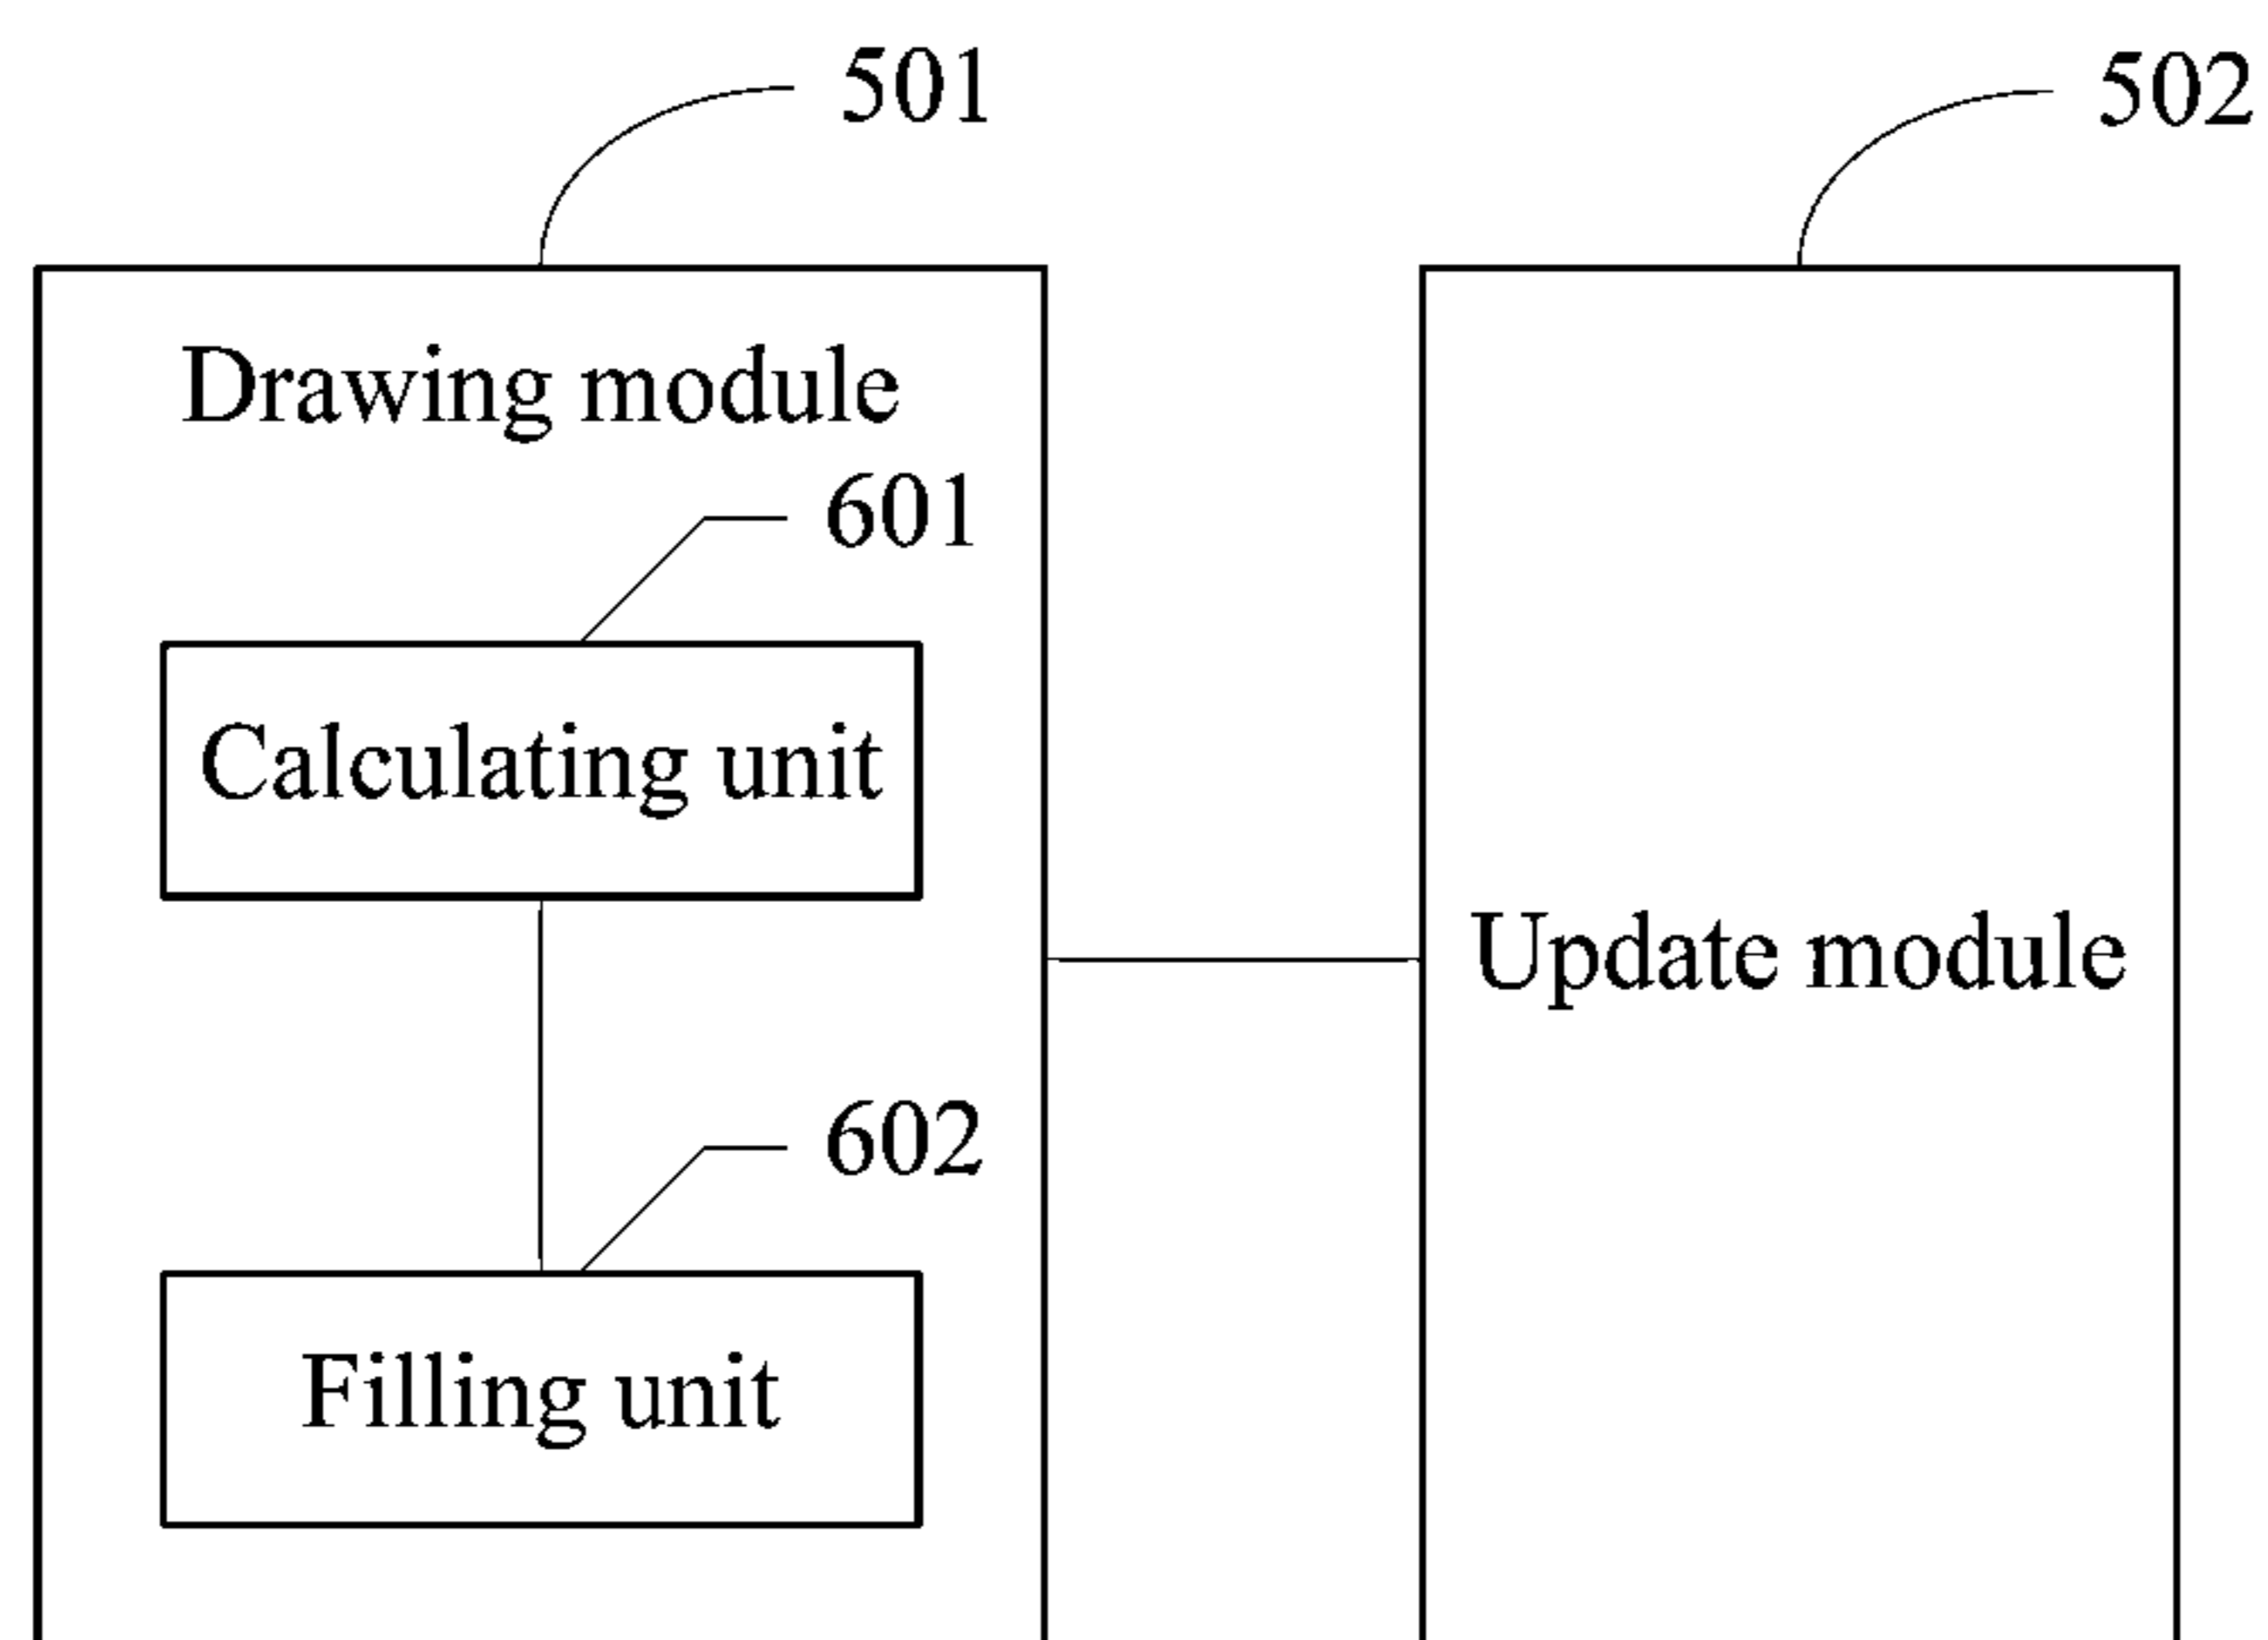 501
502
Drawing module
601
Calculating unit
Update module
602
Filling unit